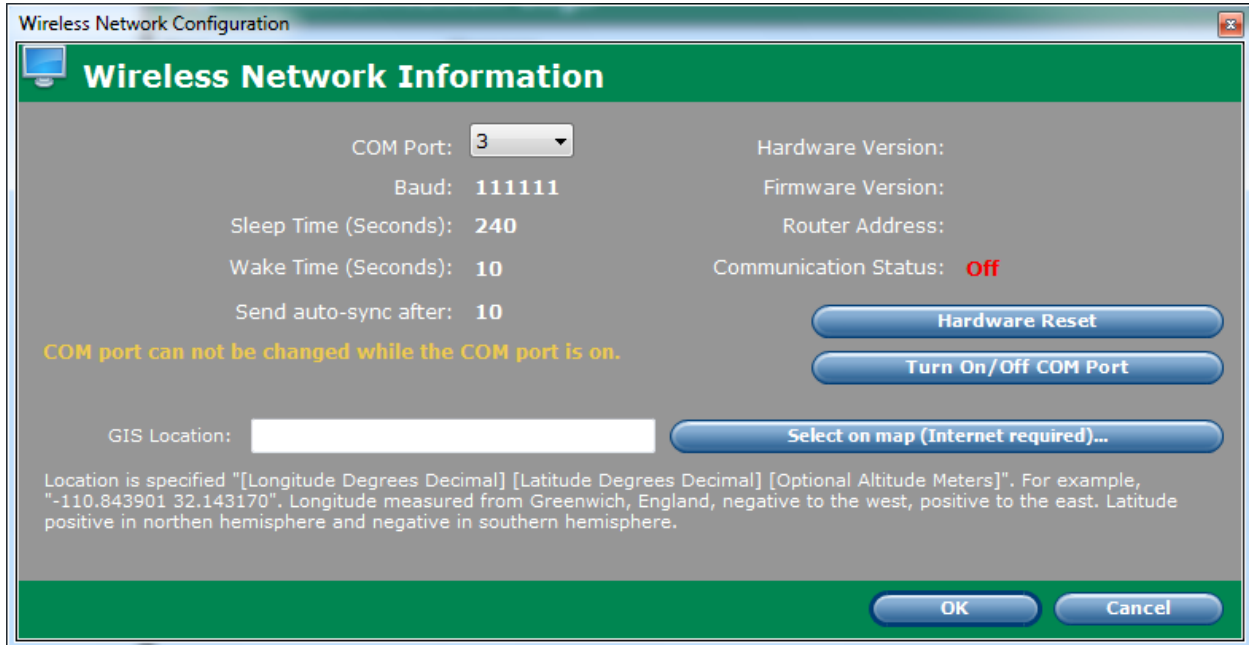 Wireless Network Configuration
Wireless Network Information
COM Port: 3
Hardware Version:
Baud: 111111
Firmware Version:
Sleep Time (Seconds): 240
Router Address:
Wake Time (Seconds): 10
Communication Status: Off
Send auto-sync after: 10
Hardware Reset
COM port can not be changed while the COM port is on.
Turn On/Off COM Port
GIS Location:
Select on map (Internet required)...
Location is specified "[Longitude Degrees Decimal] [Latitude Degrees Decimal] [Optional Altitude Meters]". For example,
"-110.843901 32.143170". Longitude measured from Greenwich, England, negative to the west, positive to the east. Latitude
positive in northen hemisphere and negative in southern hemisphere.
OK
Cancel